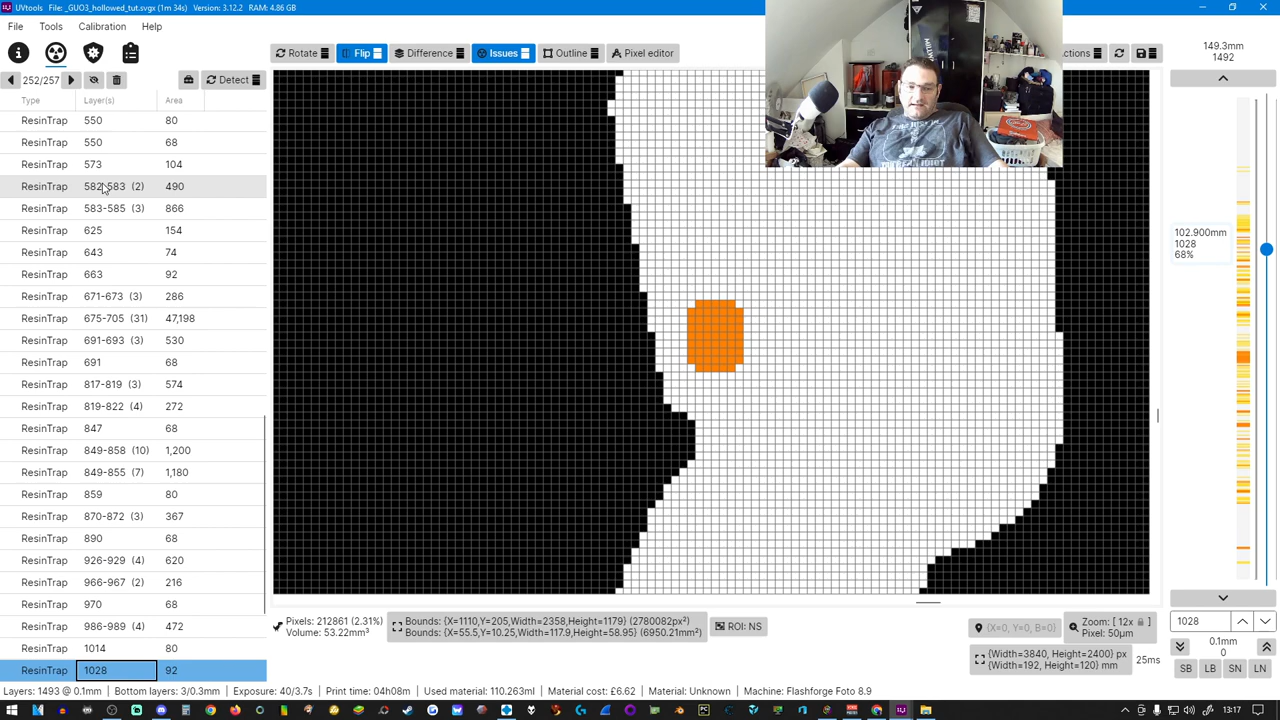 UVtools   File: _GUO3_hollowed_tut.svgx (1m 34s)   Version: 3.12.2   RAM: 4.86 GB
File   Tools   Calibration   Help
Rotate   Flip   Difference   Issues   Outline   Pixel editor   ctions
149.3mm
1492
252/257   Detect
Type   Layer(s)   Area
ResinTrap   550   80
ResinTrap   550   68
ResinTrap   573   104
ResinTrap   582-583 (2)   490
ResinTrap   583-585 (3)   866
ResinTrap   625   154
ResinTrap   643   74
ResinTrap   663   92
ResinTrap   671-673 (3)   286
ResinTrap   675-705 (31)   47,198
ResinTrap   691-693 (3)   530
ResinTrap   691   68
ResinTrap   817-819 (3)   574
ResinTrap   819-822 (4)   272
ResinTrap   847   68
ResinTrap   849-858 (10)   1,200
ResinTrap   849-855 (7)   1,180
ResinTrap   859   80
ResinTrap   870-872 (3)   367
ResinTrap   890   68
ResinTrap   926-929 (4)   620
ResinTrap   966-967 (2)   216
ResinTrap   970   68
ResinTrap   986-989 (4)   472
ResinTrap   1014   80
ResinTrap   1028   92
102.900mm
1028
68%
Pixels: 212861 (2.31%)
Volume: 53.22mm³
Bounds: {X=1110,Y=205,Width=2358,Height=1179} (2780082px²)
Bounds: {X=55.5,Y=10.25,Width=117.9,Height=58.95} (6950.21mm²)
ROI: NS
{X=0, Y=0, B=0}
Zoom: [ 12x ]
Pixel: 50µm
{Width=3840, Height=2400} px
{Width=192, Height=120} mm
25ms
1028
0.1mm
0
SB   LB   SN   LN
Layers: 1493 @ 0.1mm | Bottom layers: 3/0.3mm | Exposure: 40/3.7s | Print time: 04h08m | Used material: 110.263ml | Material cost: £6.62 | Material: Unknown | Machine: Flashforge Foto 8.9
13:17